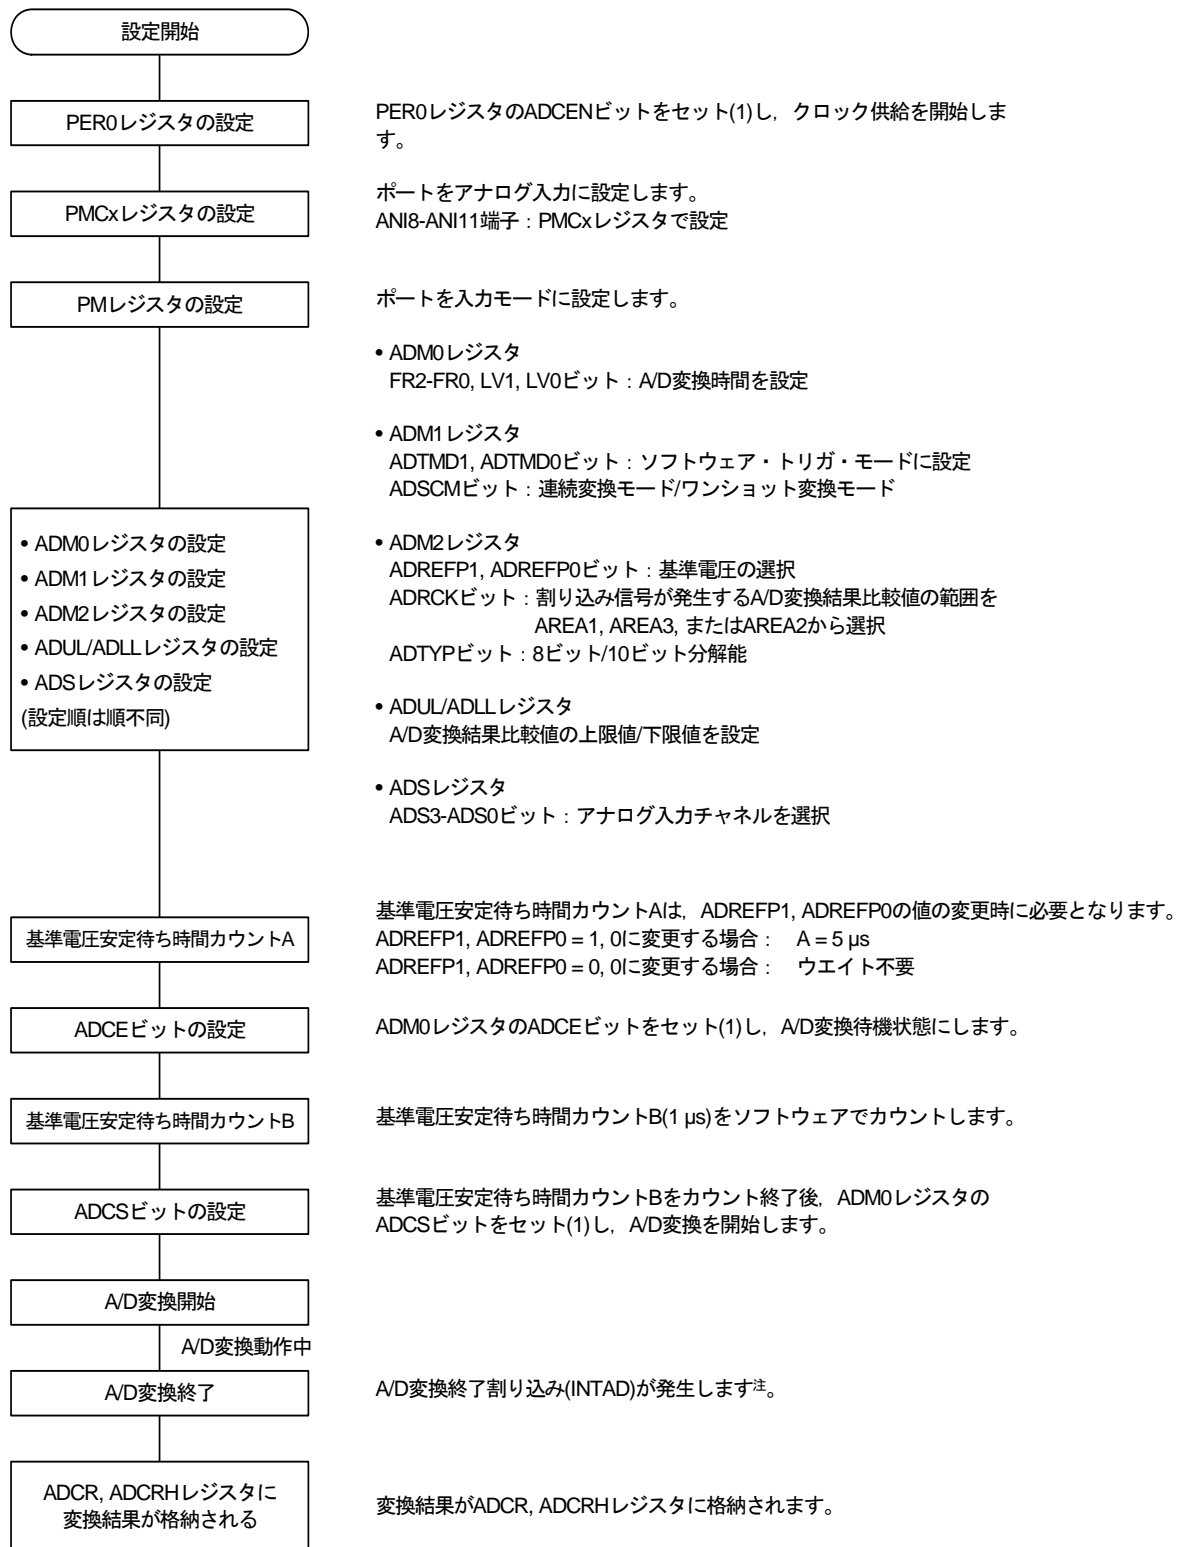 設定開始
PER0レジスタの設定
PER0レジスタのADCENビットをセット(1)し，クロック供給を開始しま
す。
PMCxレジスタの設定
ポートをアナログ入力に設定します。
ANI8-ANI11端子：PMCxレジスタで設定
PMレジスタの設定
ポートを入力モードに設定します。
• ADM0レジスタの設定
• ADM1レジスタの設定
• ADM2レジスタの設定
• ADUL/ADLLレジスタの設定
• ADSレジスタの設定
(設定順は順不同)
• ADM0レジスタ
FR2-FR0, LV1, LV0ビット：A/D変換時間を設定
• ADM1レジスタ
ADTMD1, ADTMD0ビット：ソフトウェア・トリガ・モードに設定
ADSCMビット：連続変換モード/ワンショット変換モード
• ADM2レジスタ
ADREFP1, ADREFP0ビット：基準電圧の選択
ADRCKビット：割り込み信号が発生するA/D変換結果比較値の範囲を
AREA1, AREA3, またはAREA2から選択
ADTYPビット：8ビット/10ビット分解能
• ADUL/ADLLレジスタ
A/D変換結果比較値の上限値/下限値を設定
• ADSレジスタ
ADS3-ADS0ビット：アナログ入力チャネルを選択
基準電圧安定待ち時間カウントA
基準電圧安定待ち時間カウントAは，ADREFP1, ADREFP0の値の変更時に必要となります。
ADREFP1, ADREFP0 = 1, 0に変更する場合： A = 5 µs
ADREFP1, ADREFP0 = 0, 0に変更する場合： ウエイト不要
ADCEビットの設定
ADM0レジスタのADCEビットをセット(1)し，A/D変換待機状態にします。
基準電圧安定待ち時間カウントB
基準電圧安定待ち時間カウントB(1 µs)をソフトウェアでカウントします。
ADCSビットの設定
基準電圧安定待ち時間カウントBをカウント終了後，ADM0レジスタの
ADCSビットをセット(1)し，A/D変換を開始します。
A/D変換開始
A/D変換動作中
A/D変換終了
A/D変換終了割り込み(INTAD)が発生します注。
ADCR, ADCRHレジスタに
変換結果が格納される
変換結果がADCR, ADCRHレジスタに格納されます。